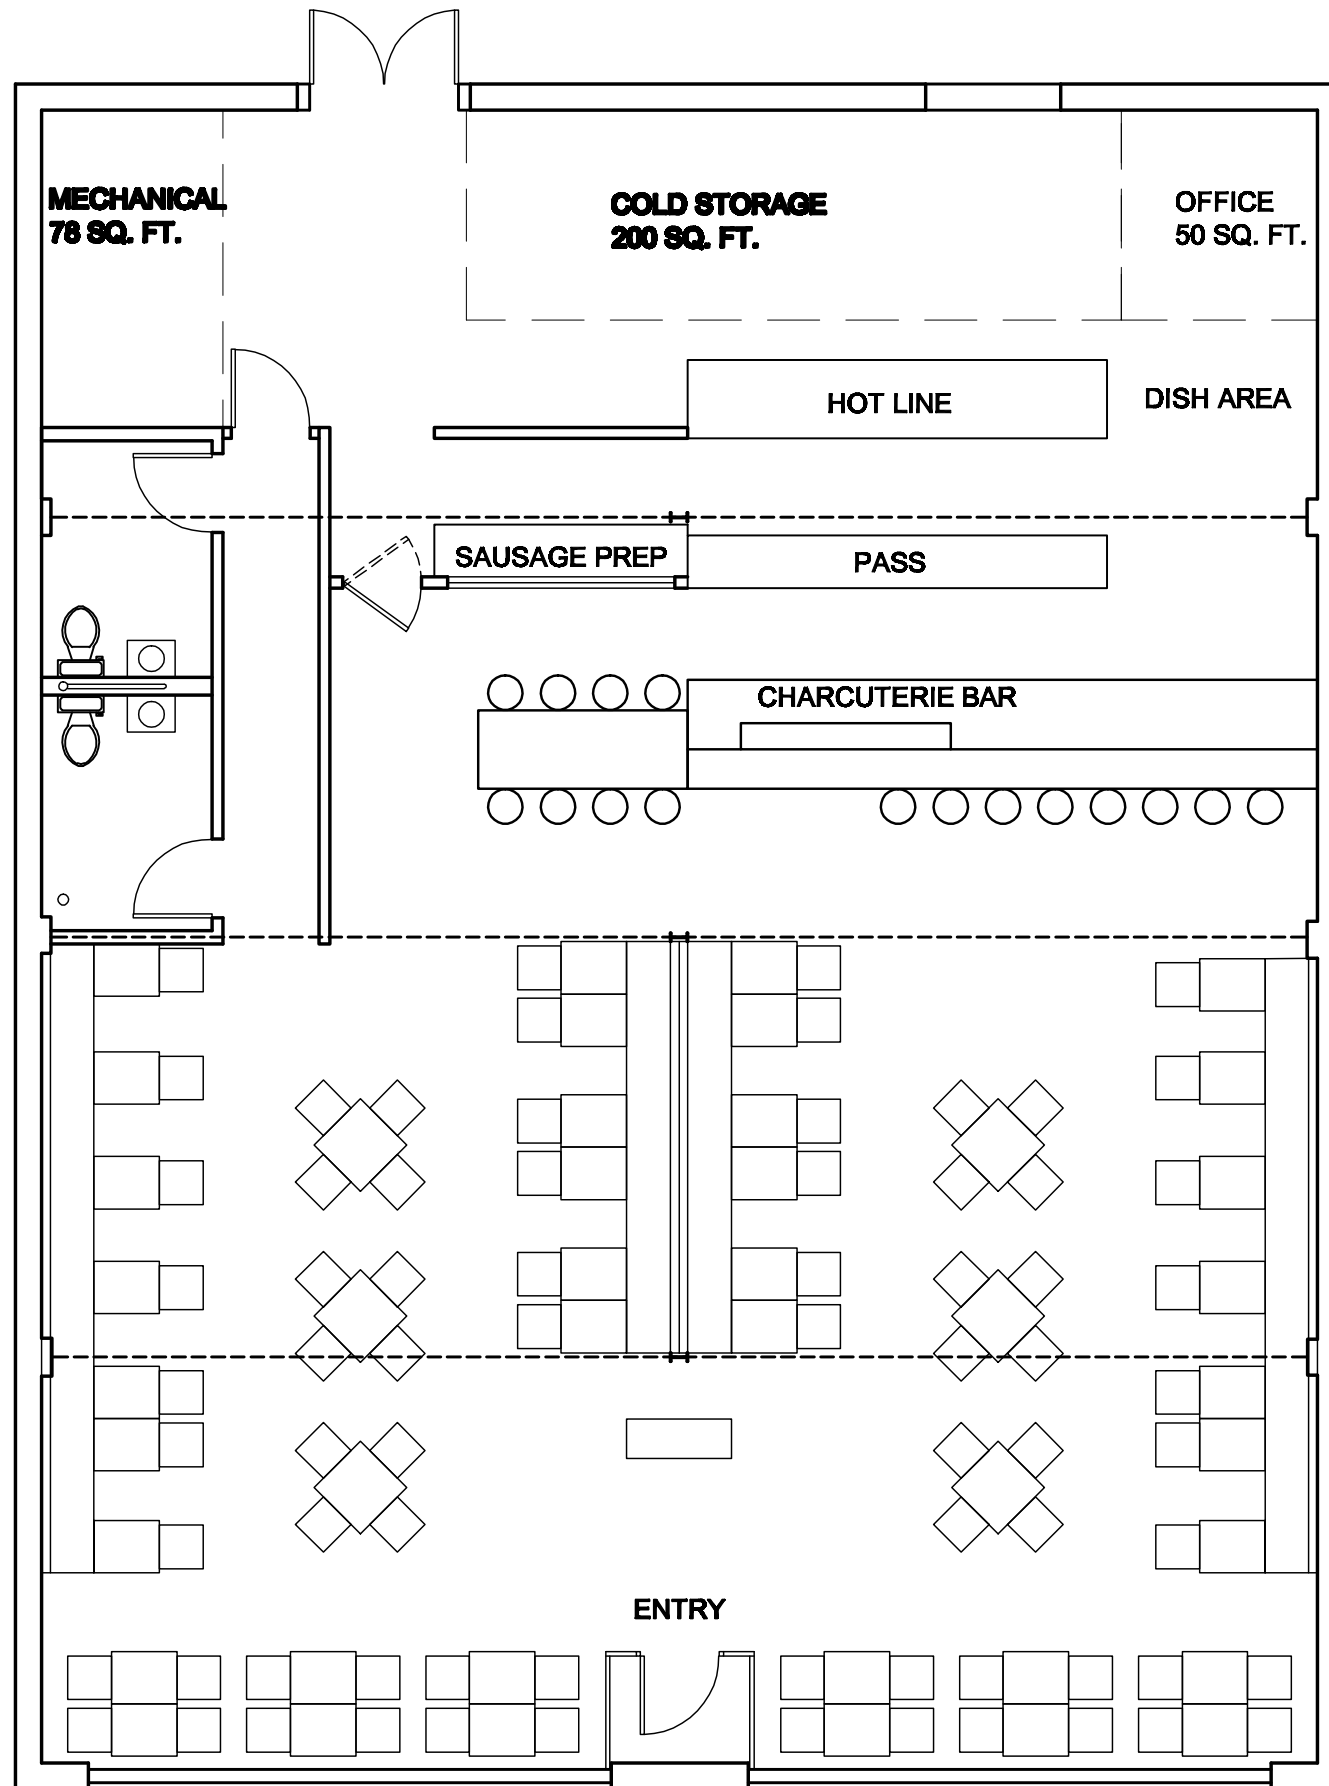 MECHANICAL
78 SQ. FT.
COLD STORAGE
200 SQ. FT.
OFFICE
50 SQ. FT.
HOT LINE
DISH AREA
SAUSAGE PREP
PASS
CHARCUTERIE BAR
ENTRY